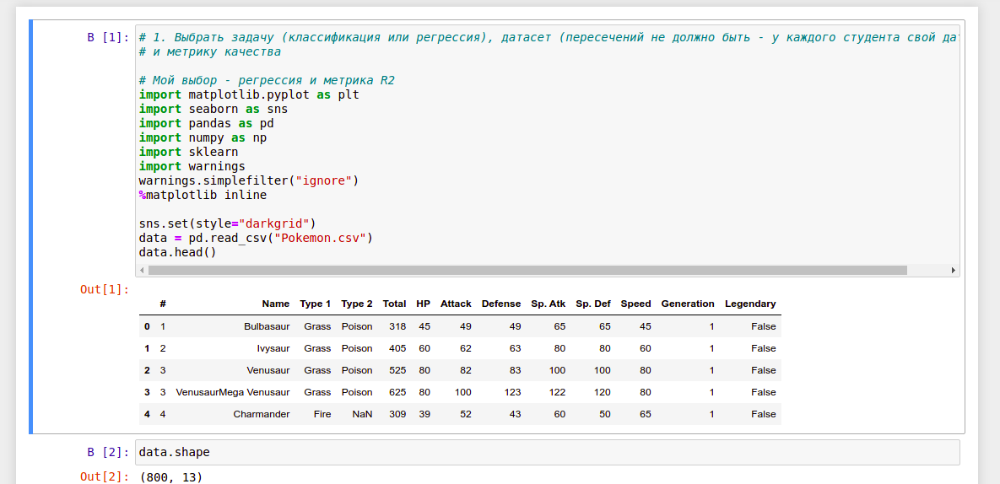 B [1]: # 1. Выбрать задачу (классификация или регрессия), датасет (пересечений не должно быть - у каждого студента свой
# и метрику качества
# Мой выбор - регрессия и метрика R2
import matplotlib.pyplot as plt
import seaborn as sns
import pandas as pd
import numpy as np
import sklearn
import warnings
warnings.simplefilter("ignore")
%matplotlib inline
sns.set(style="darkgrid")
data = pd.read_csv("Pokemon.csv")
data.head()
Out[1]:
# Name Type 1 Type 2 Total HP Attack Defense Sp. Atk Sp. Def Speed Generation Legendary
0 1 Bulbasaur Grass Poison 318 45 49 49 65 65 45 1 False
1 2 Ivysaur Grass Poison 405 60 62 63 80 80 60 1 False
2 3 Venusaur Grass Poison 525 80 82 83 100 100 80 1 False
3 3 VenusaurMega Venusaur Grass Poison 625 80 100 123 122 120 80 1 False
4 4 Charmander Fire NaN 309 39 52 43 60 50 65 1 False
B [2]: data.shape
Out[2]: (800, 13)